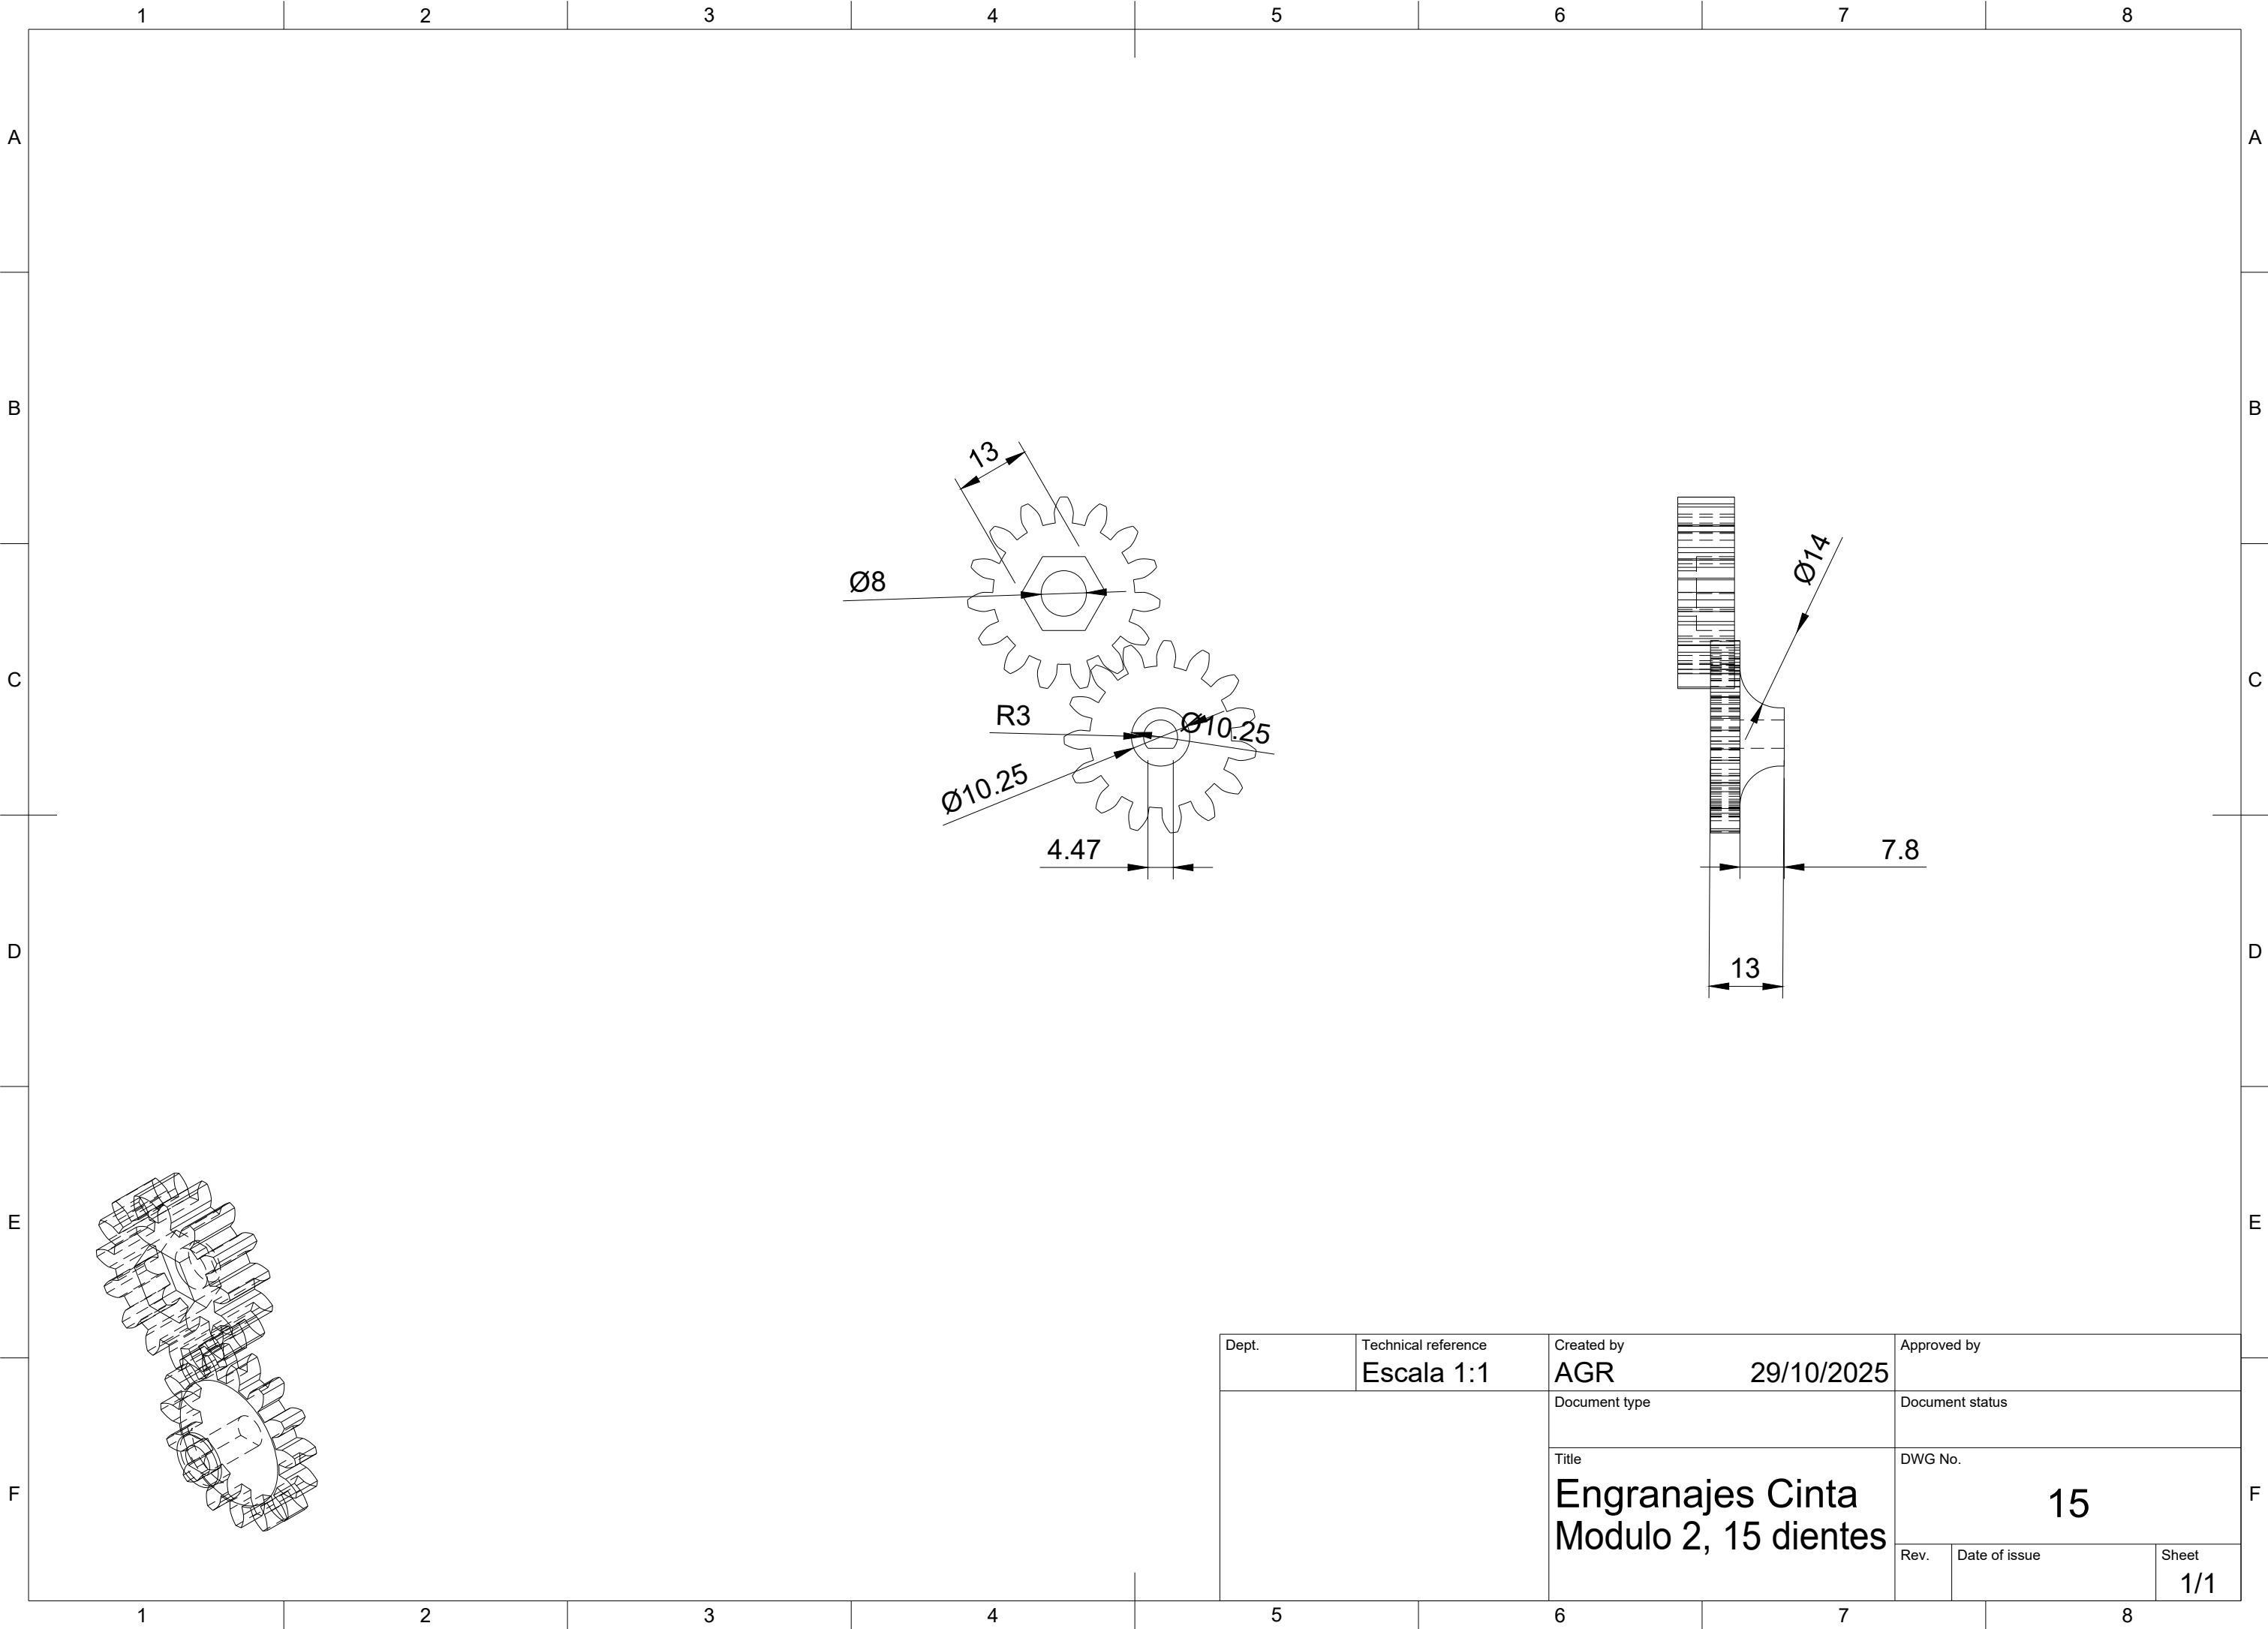 1 2 3 4 5 6 7 8
A A
B B
13
Ø14
Ø8
C C
R3
Ø10.25
Ø10.25
4.47
7.8
D D
13
E E
Dept.
Technical reference
Escala 1:1
Created by
AGR 29/10/2025
Approved by
Document type
Document status
Title
Engranajes Cinta
Modulo 2, 15 dientes
DWG No.
15
F F
Rev.
Date of issue
Sheet
1/1
1 2 3 4 5 6 7 8